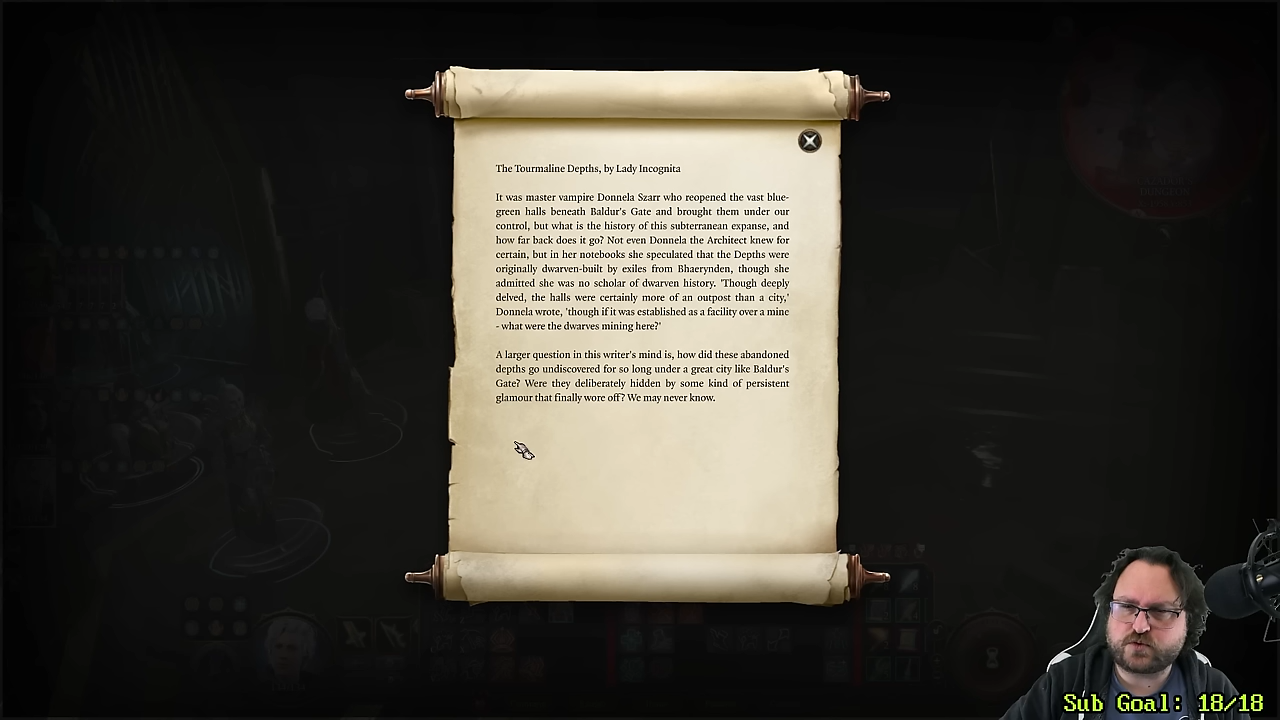 The Tourmaline Depths, by Lady Incognita
It was master vampire Donnela Szarr who reopened the vast blue-
green halls beneath Baldur's Gate and brought them under our
control, but what is the history of this subterranean expanse, and
how far back does it go? Not even Donnela the Architect knew for
certain, but in her notebooks she speculated that the Depths were
originally dwarven-built by exiles from Bhaerynden, though she
admitted she was no scholar of dwarven history. 'Though deeply
delved, the halls were certainly more of an outpost than a city,'
Donnela wrote, 'though if it was established as a facility over a mine
- what were the dwarves mining here?'
A larger question in this writer's mind is, how did these abandoned
depths go undiscovered for so long under a great city like Baldur's
Gate? Were they deliberately hidden by some kind of persistent
glamour that finally wore off? We may never know.
Sub Goal: 18/18